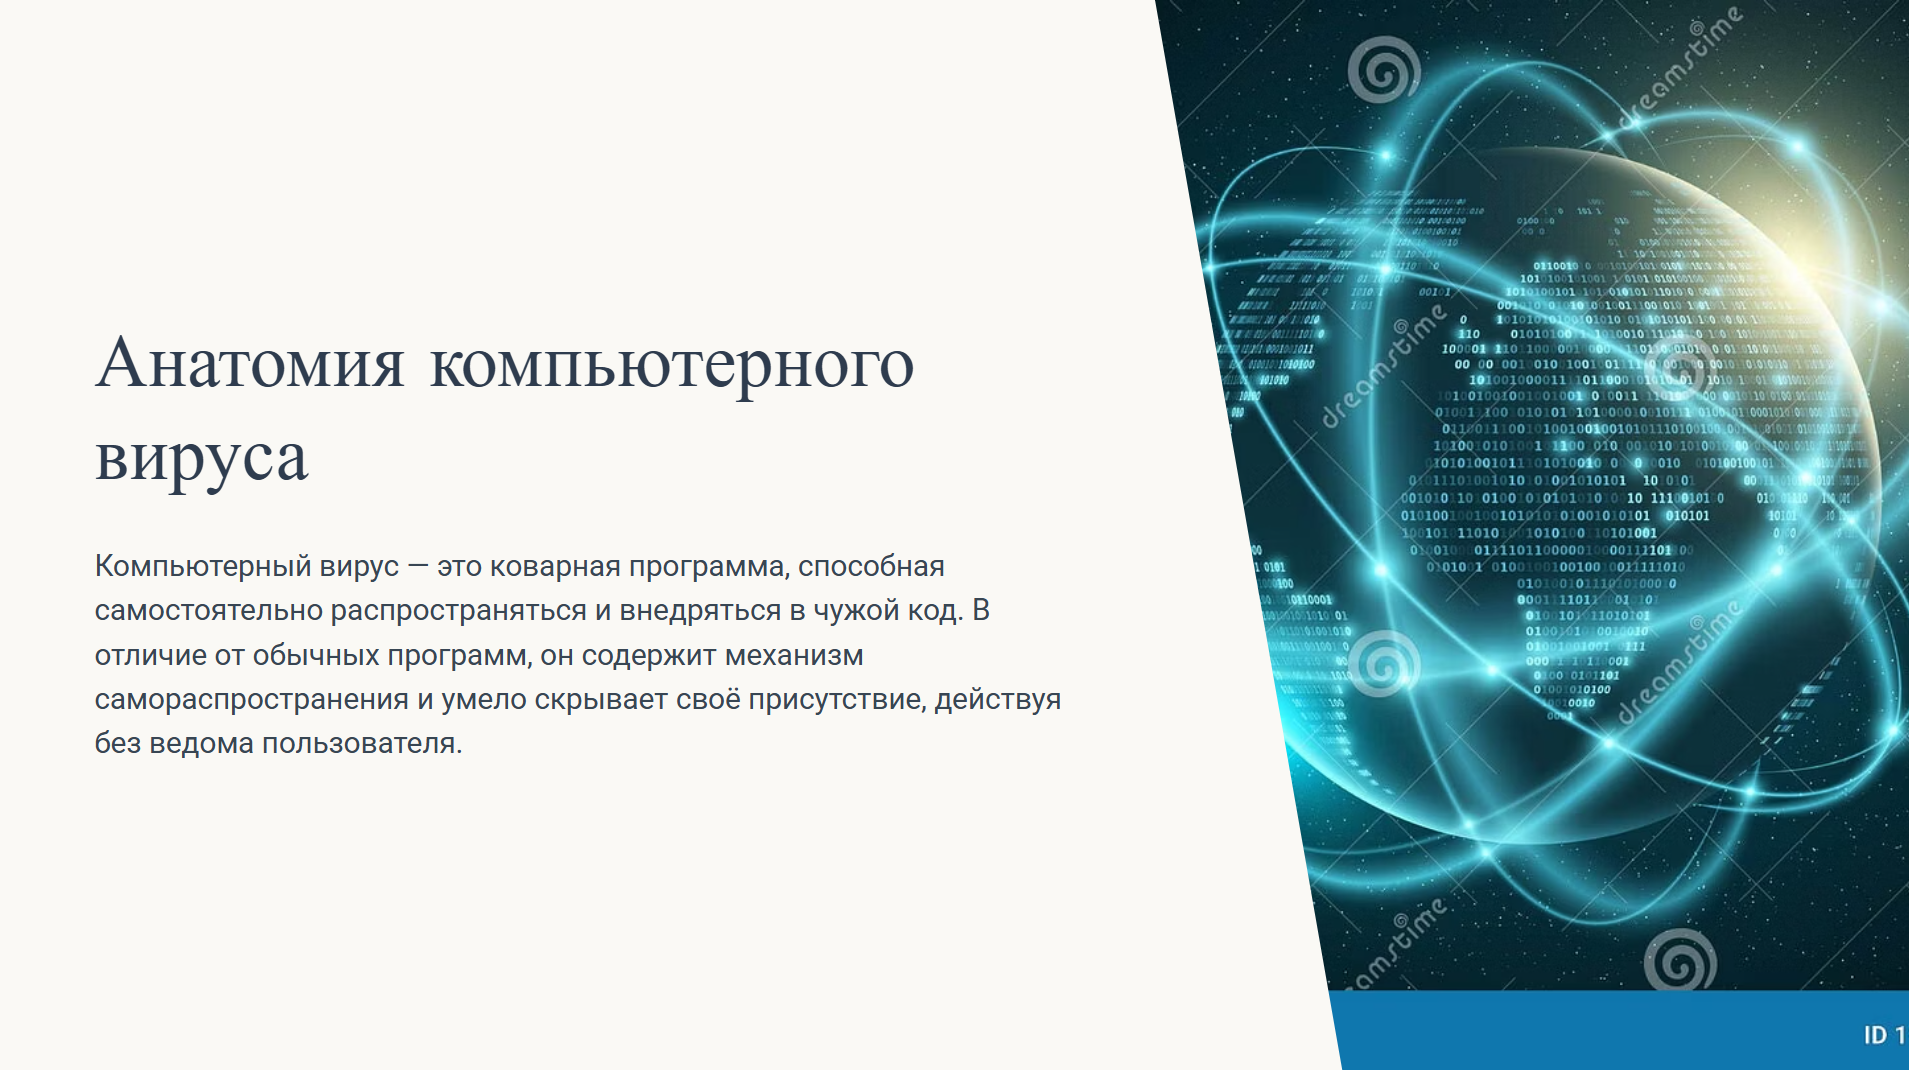 Анатомия компьютерного
вируса
Компьютерный вирус — это коварная программа, способная
самостоятельно распространяться и внедряться в чужой код. В
отличие от обычных программ, он содержит механизм
самораспространения и умело скрывает своё присутствие, действуя
без ведома пользователя.
dreamstime
dreamstime
dreamstime
ID 1